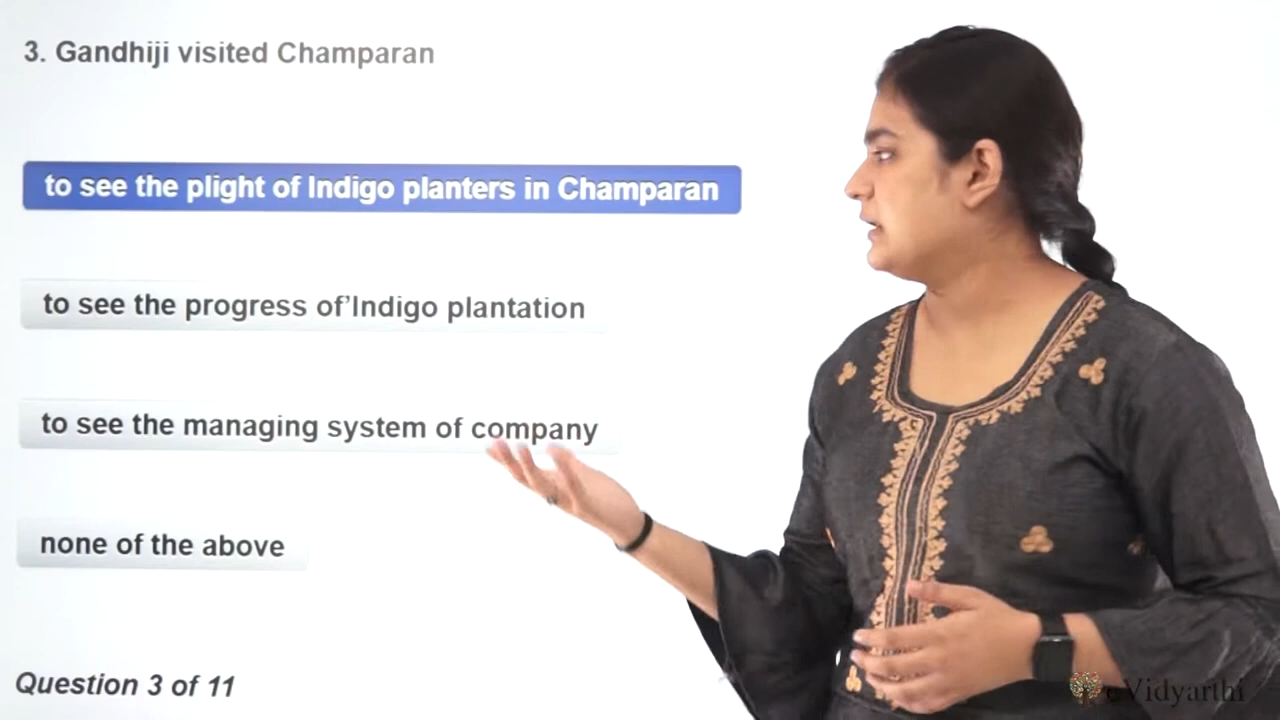 3. Gandhiji visited Champaran
to see the plight of Indigo planters in Champaran
to see the progress of’Indigo plantation
to see the managing system of company
none of the above
Question 3 of 11
e Vidyarthi